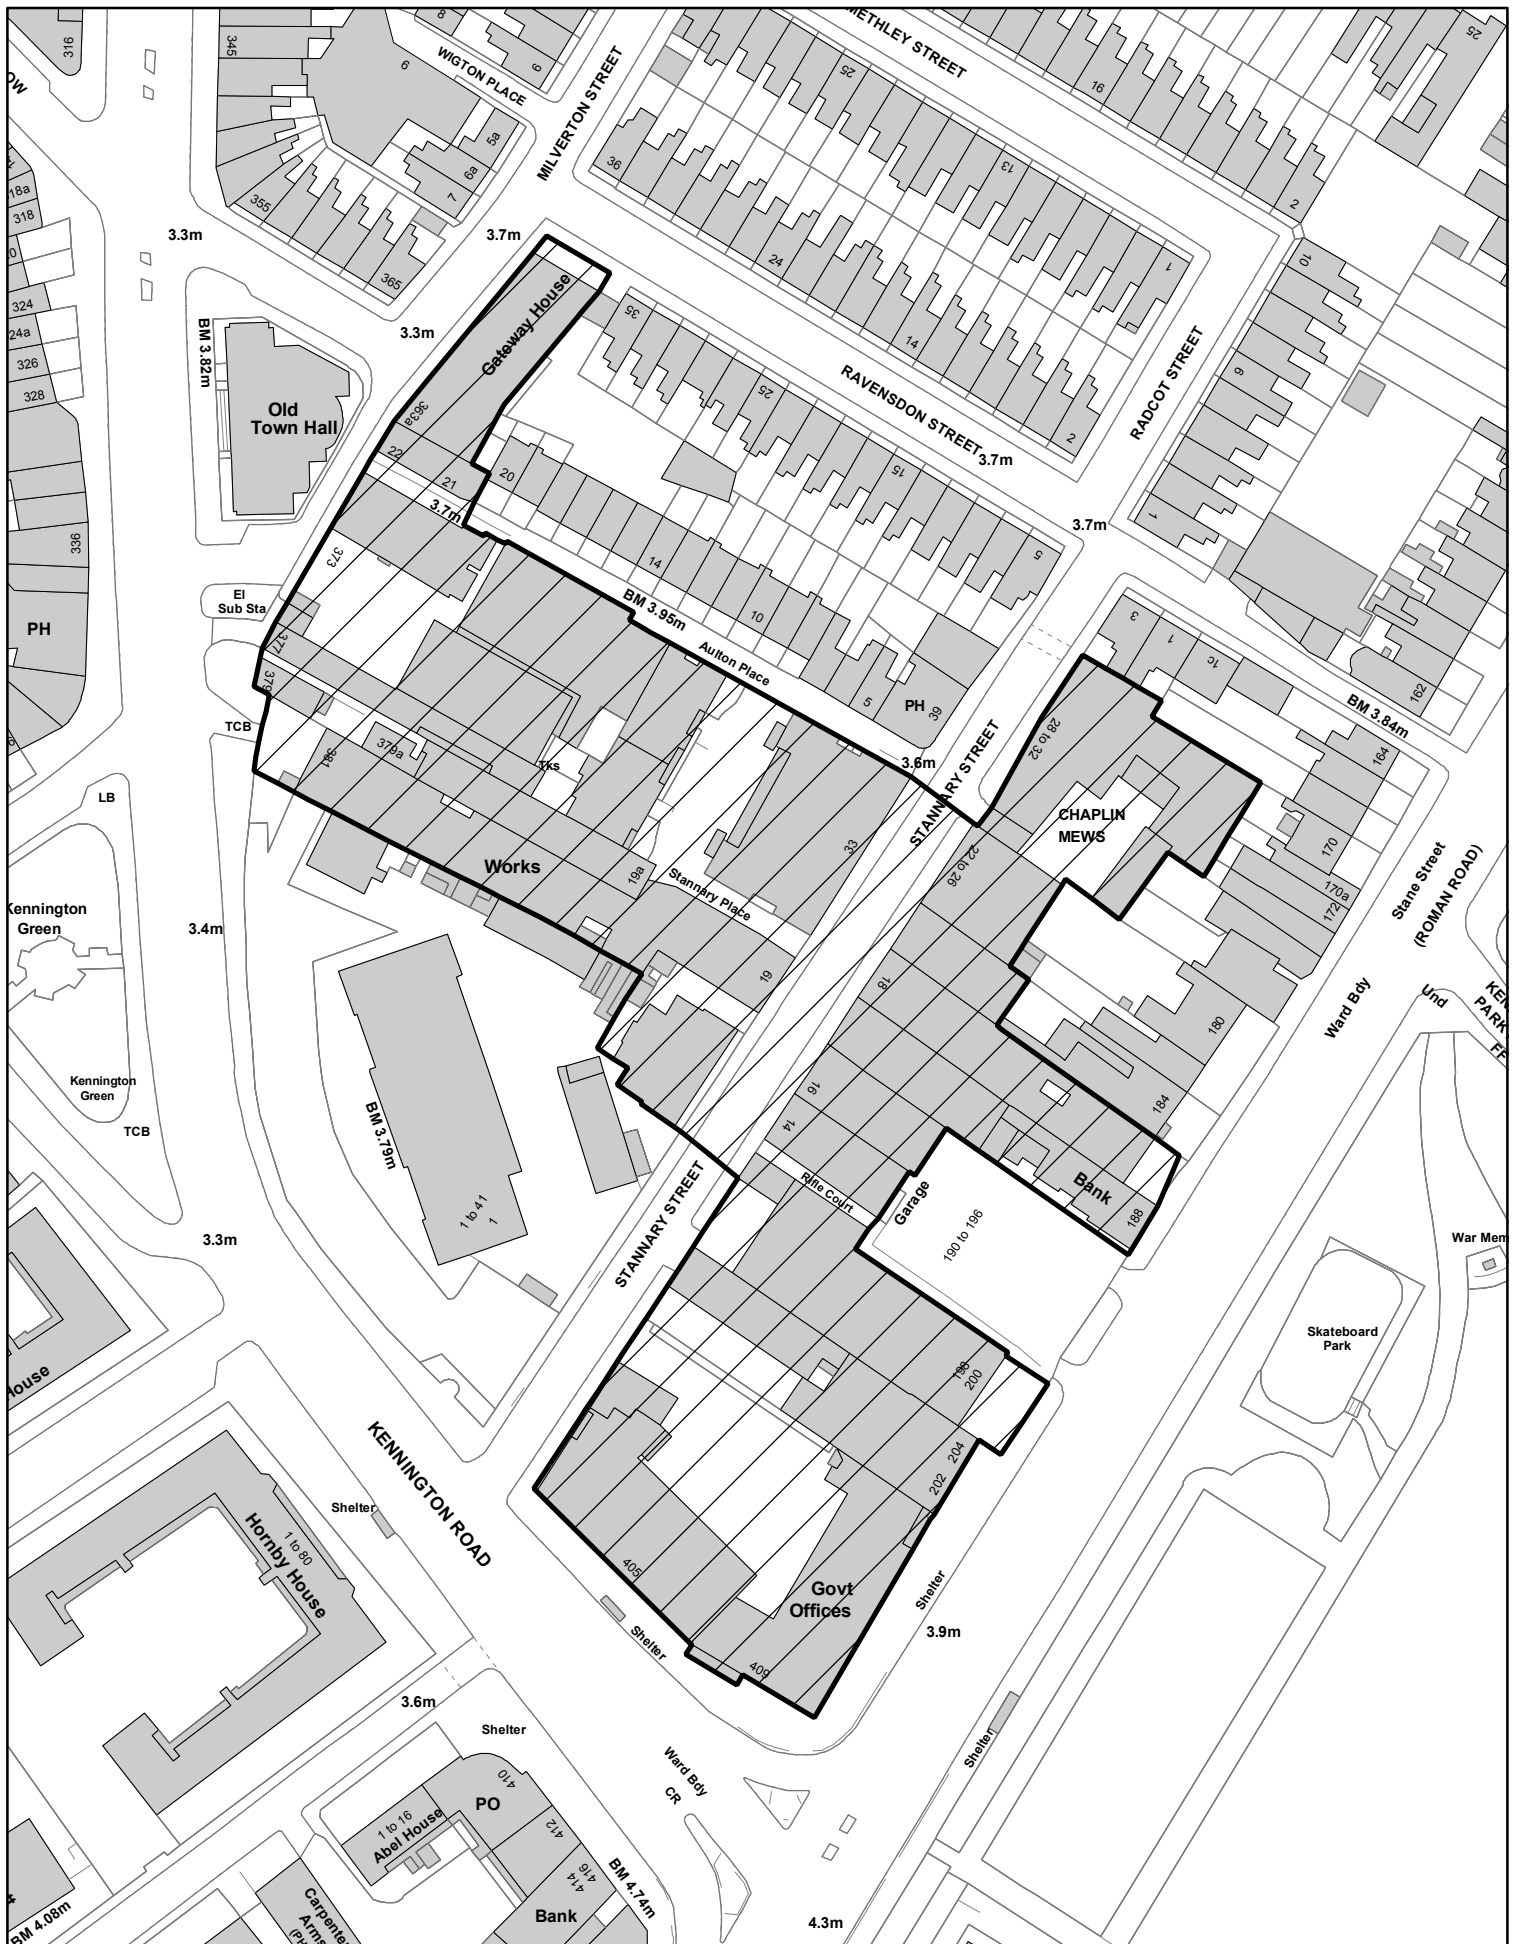 316
345
6
8
WIGTON PLACE
6
METHLEY STREET
25
16
25
OW
MILVERTON STREET
5a
6a
7
36
13
2
18a
318
355
365
3.3m
3.7m
24
1
10
324
24a
326
328
BM 3.82m
Old
Town Hall
3.3m
Gateway House
363a
35
25
14
RAVENSDON STREET
2
RADCOT STREET
6
22
21
20
3.7m
15
3.7m
3.7m
1
336
373
14
BM 3.95m
10
5
El
Sub Sta
PH
377
379
Aulton Place
5
PH
39
3
1
1c
162
BM 3.84m
TCB
381
379a
Tks
3.6m
STANNARY STREET
28 to 32
164
LB
CHAPLIN
MEWS
33
22 to 26
170
170a
172
Stane Street
(ROMAN ROAD)
Works
19a
Stannary Place
Kennington
Green
3.4m
19
18
180
Ward Bdy
Und
KEN
PARK
FF
Kennington
Green
TCB
BM 3.79m
16
14
184
1 to 41
1
Rifle Court
Garage
Bank
188
190 to 196
3.3m
STANNARY STREET
War Mem
Skateboard
Park
House
198
200
204
202
KENNINGTON ROAD
Shelter
Hornby House
1 to 80
405
Govt
Offices
Shelter
3.9m
Shelter
409
3.6m
Shelter
Shelter
Ward Bdy
CR
410
PO
1 to 16
Abel House
412
416
414
BM 4.74m
Bank
BM 4.08m
Carpente
Arms
(PH
4.3m